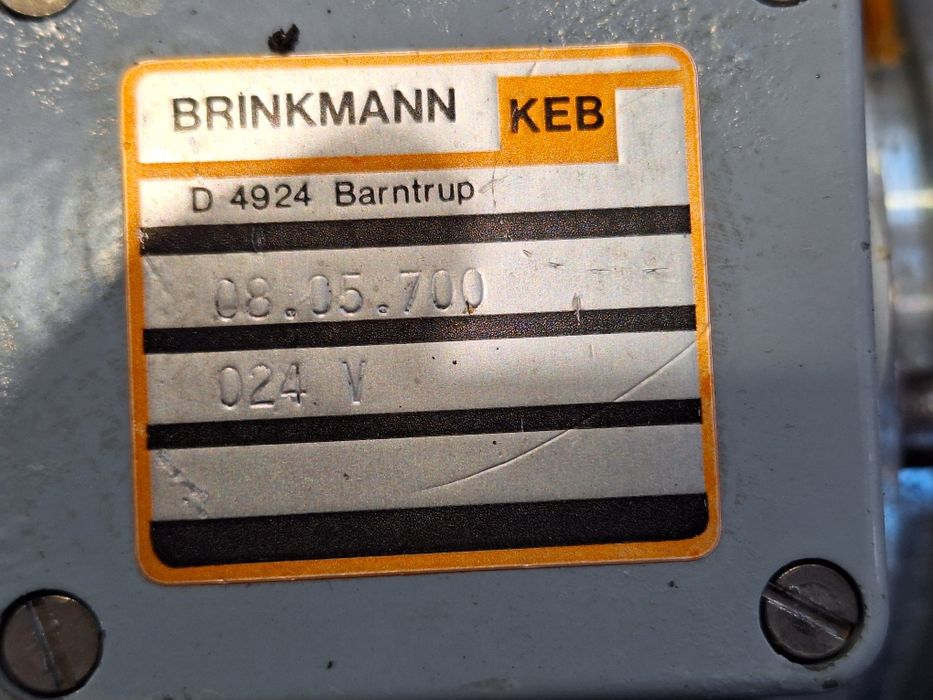 BRINKMANN KEB
D 4924 Barntrup
08.05.700
024 V